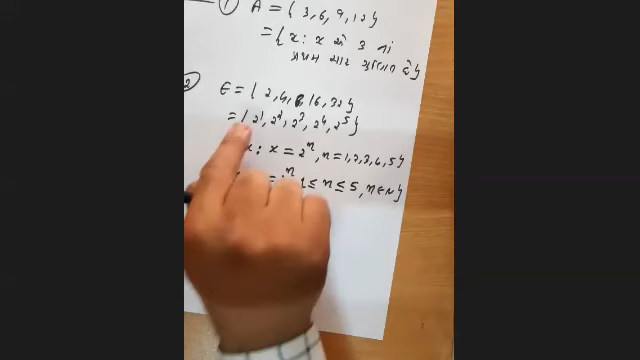 ① A = { 3, 6, 9, 12 }
= { x : x એ 3 ના
પ્રથમ ચાર ગુણાંક છે }
② E = { 2, 4, 8, 16, 32 }
= { 2¹, 2², 2³, 2⁴, 2⁵ }
x : x = 2ⁿ, n = 1, 2, 3, 4, 5 }
= ⁿ, 1 ≤ n ≤ 5, n ∈ N }